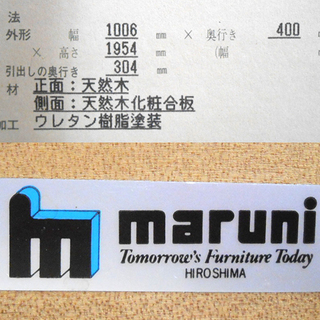 法
外形 幅 1006 mm × 奥行き 400 mm
× 高さ 1954 mm (幅
引出しの奥行き 304 mm
材 正面：天然木
側面：天然木化粧合板
加工 ウレタン樹脂塗装
m maruni
Tomorrow's Furniture Today
HIROSHIMA